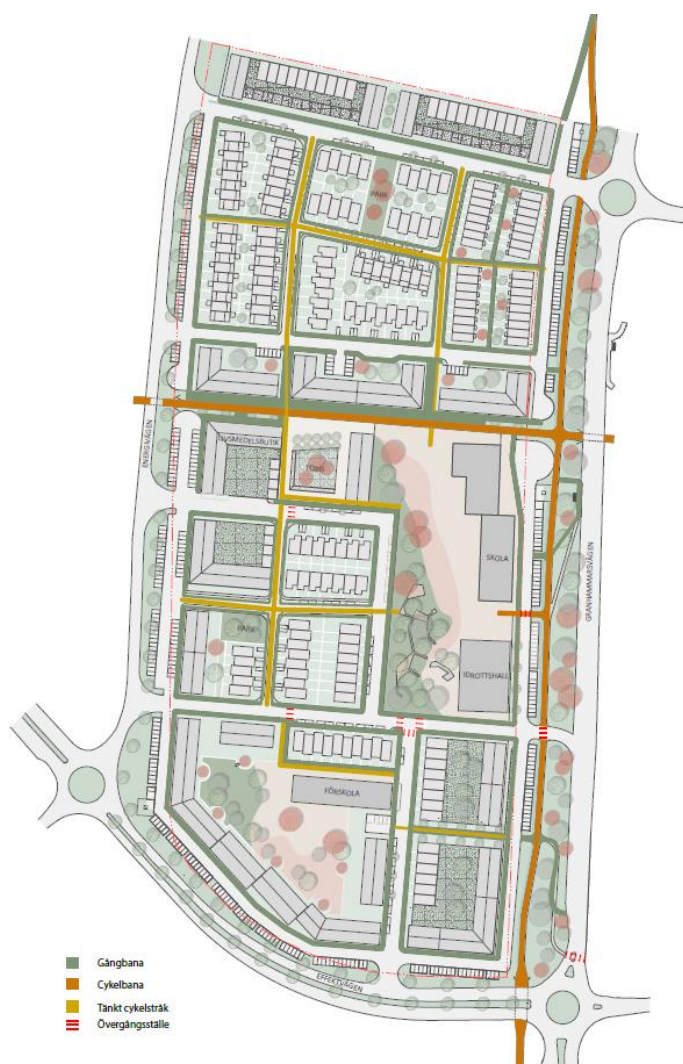 PARK
ENERGIVÄGEN
LIVSMEDELSBUTIK
TORG
GRANHAMMARSVÄGEN
SKOLA
PARK
IDROTTSHALL
FÖRSKOLA
EFFEKTVÄGEN
Gångbana
Cykelbana
Tänkt cykelstråk
Övergångsställe